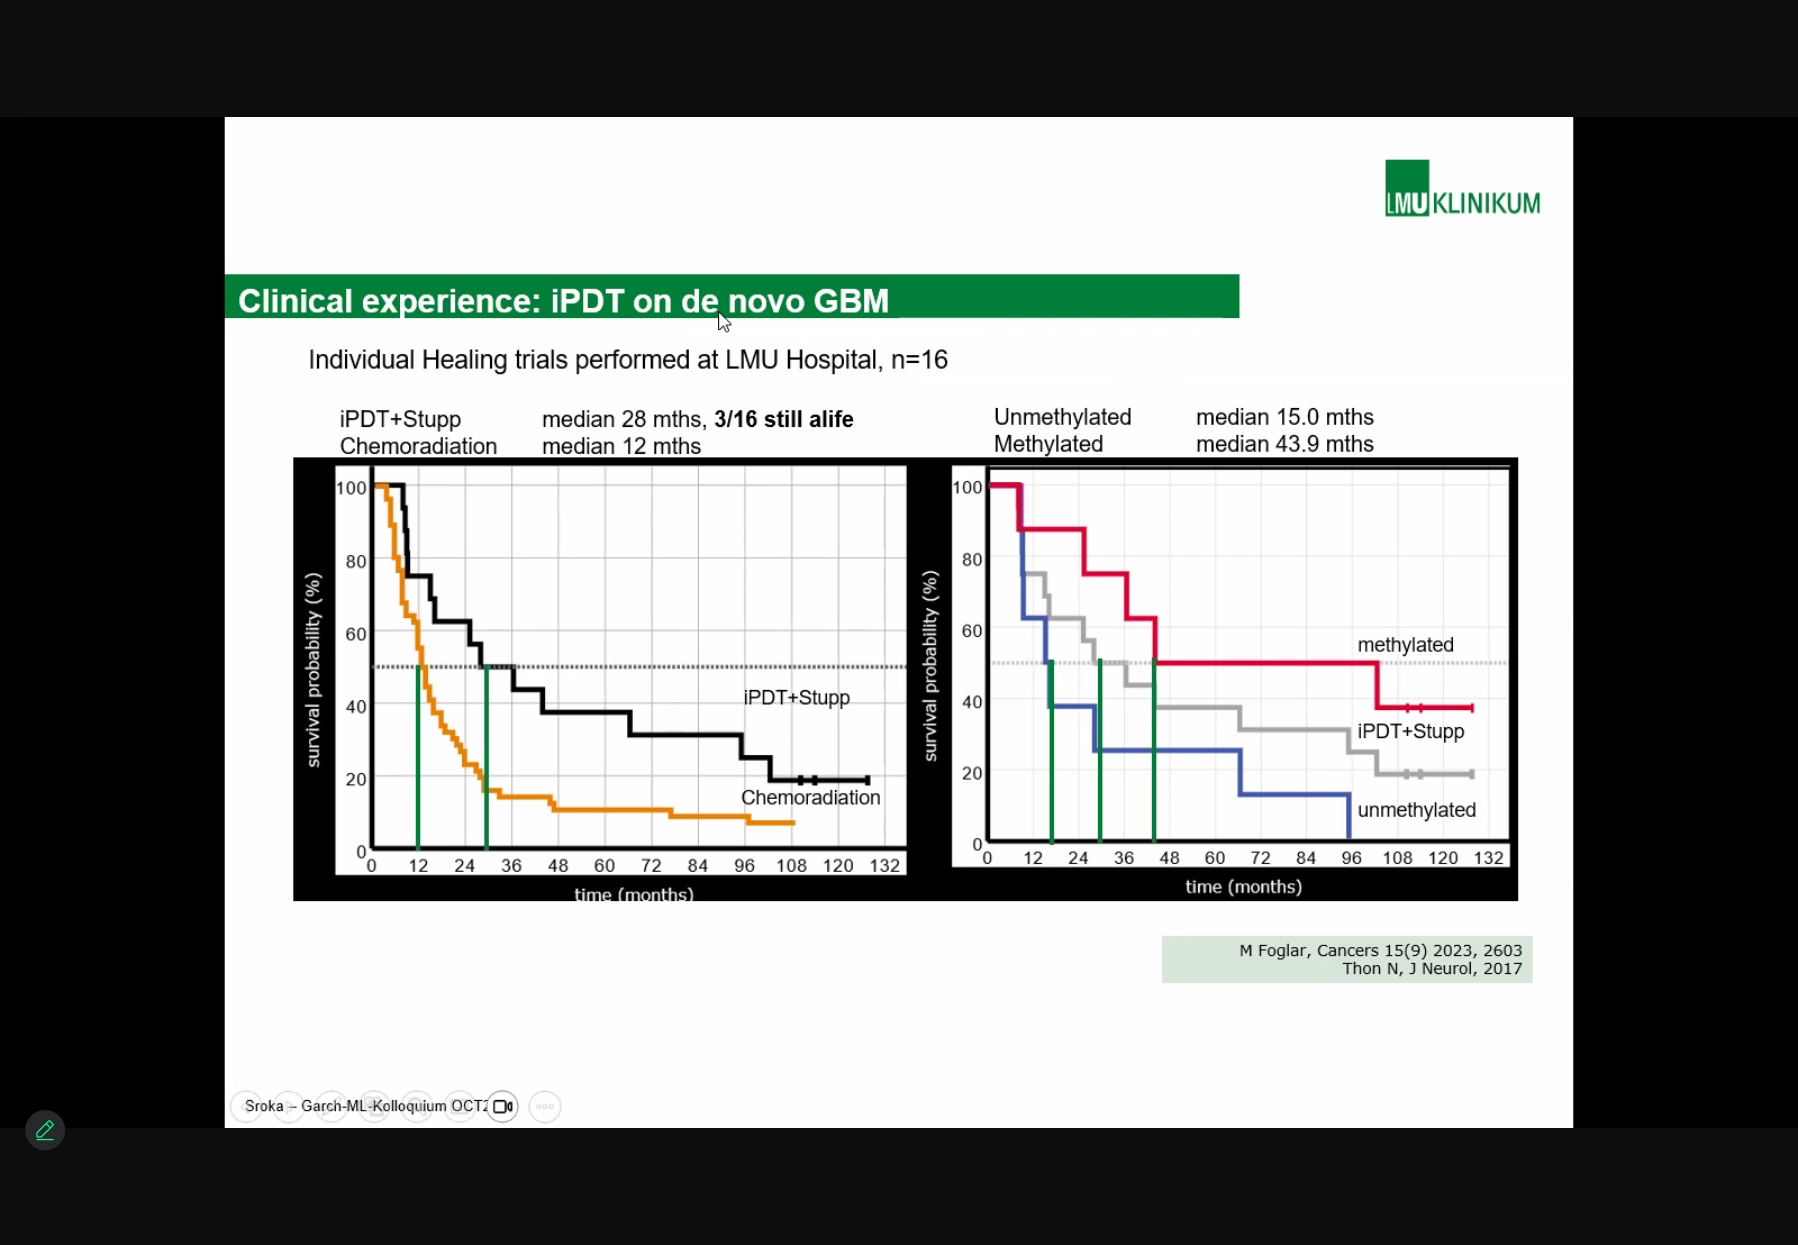 LMU KLINIKUM
Clinical experience: iPDT on de novo GBM
Individual Healing trials performed at LMU Hospital, n=16
iPDT+Stupp median 28 mths, 3/16 still alife
Chemoradiation median 12 mths
Unmethylated median 15.0 mths
Methylated median 43.9 mths
survival probability (%)
100
80
60
40
20
0
iPDT+Stupp
Chemoradiation
0 12 24 36 48 60 72 84 96 108 120 132
time (months)
survival probability (%)
100
80
60
40
20
0
methylated
iPDT+Stupp
unmethylated
0 12 24 36 48 60 72 84 96 108 120 132
time (months)
M Foglar, Cancers 15(9) 2023, 2603
Thon N, J Neurol, 2017
Sroka – Garch-ML-Kolloquium